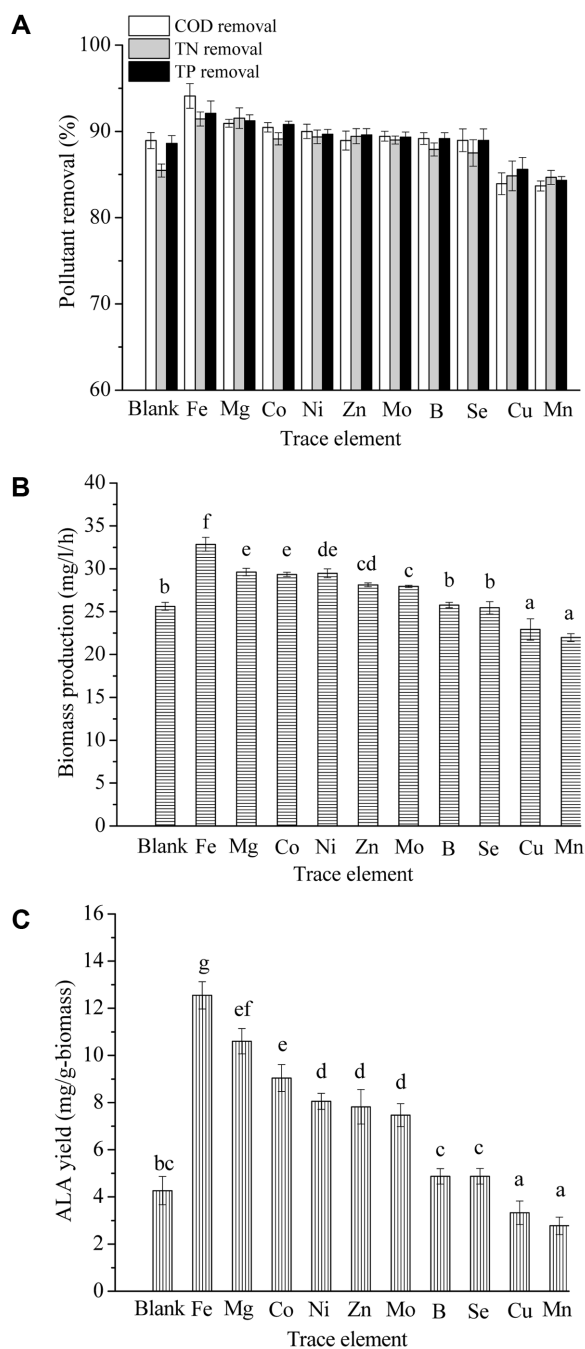 A
COD removal
TN removal
TP removal
Pollutant removal (%)
100
90
80
70
60
Blank Fe Mg Co Ni Zn Mo B Se Cu Mn
Trace element
B
Biomass production (mg/l/h)
40
35
30
25
20
15
10
5
0
b f e e de cd c b b a a
Blank Fe Mg Co Ni Zn Mo B Se Cu Mn
Trace element
C
ALA yield (mg/g-biomass)
16
14
12
10
8
6
4
2
0
bc g ef e d d d c c a a
Blank Fe Mg Co Ni Zn Mo B Se Cu Mn
Trace element